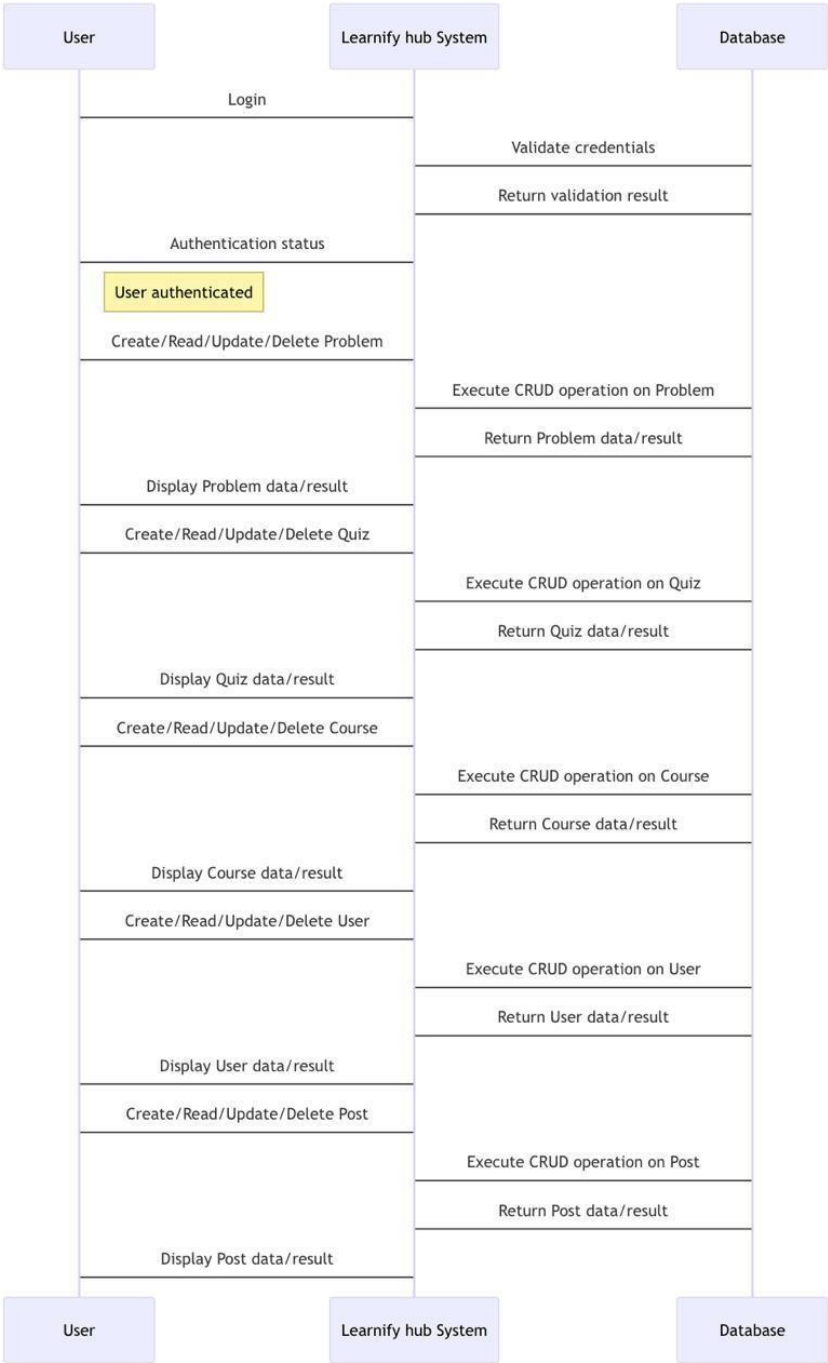 User
Learnify hub System
Database
Login
Validate credentials
Return validation result
Authentication status
User authenticated
Create/Read/Update/Delete Problem
Execute CRUD operation on Problem
Return Problem data/result
Display Problem data/result
Create/Read/Update/Delete Quiz
Execute CRUD operation on Quiz
Return Quiz data/result
Display Quiz data/result
Create/Read/Update/Delete Course
Execute CRUD operation on Course
Return Course data/result
Display Course data/result
Create/Read/Update/Delete User
Execute CRUD operation on User
Return User data/result
Display User data/result
Create/Read/Update/Delete Post
Execute CRUD operation on Post
Return Post data/result
Display Post data/result
User
Learnify hub System
Database